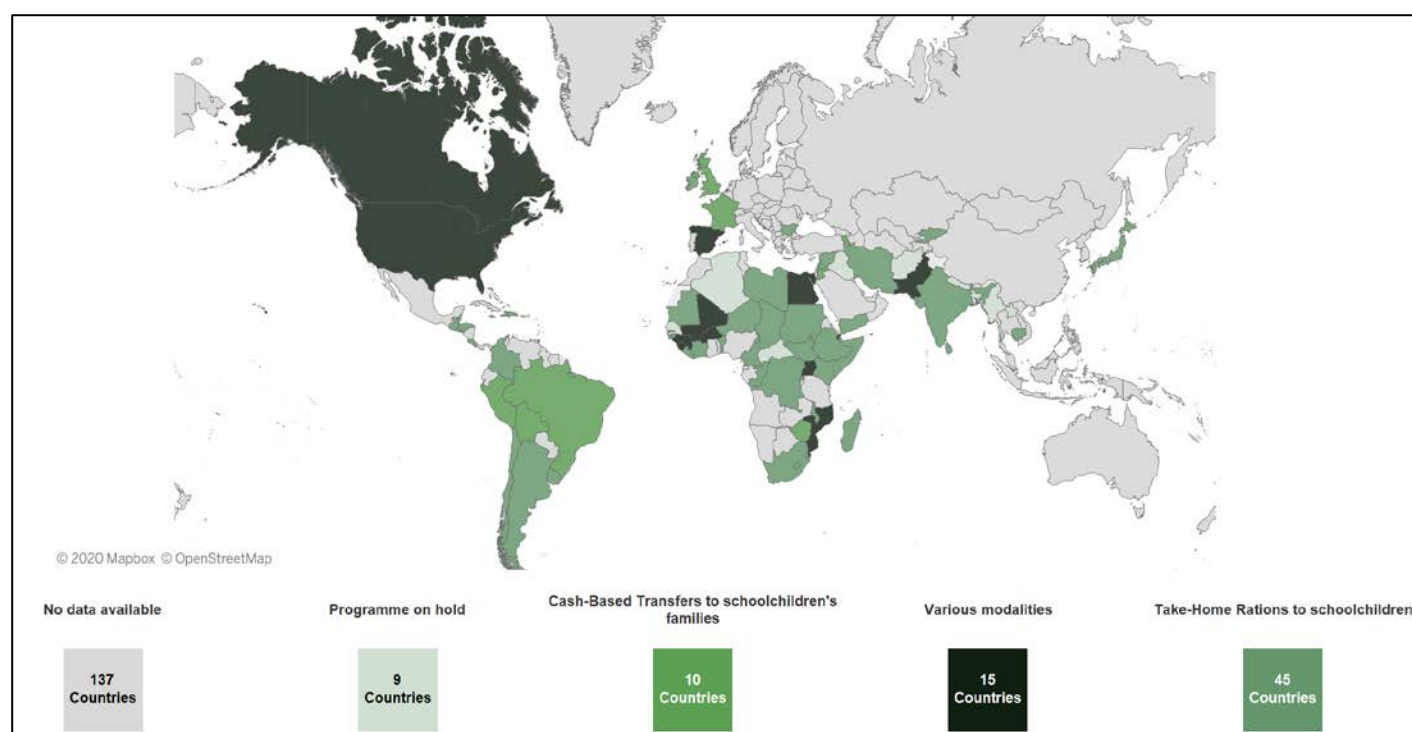 © 2020 Mapbox © OpenStreetMap
No data available
Programme on hold
Cash-Based Transfers to schoolchildren's
families
Various modalities
Take-Home Rations to schoolchildren
137
Countries
9
Countries
10
Countries
15
Countries
45
Countries